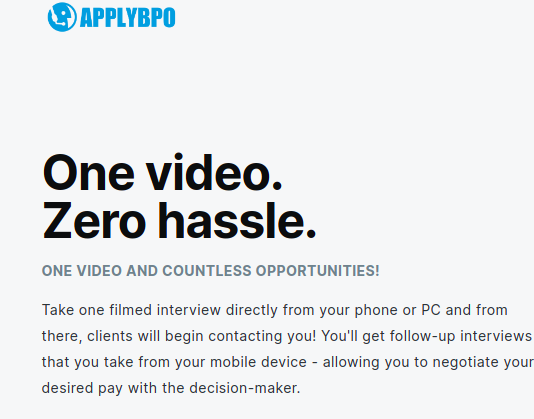 APPLYBPO
One video.
Zero hassle.
ONE VIDEO AND COUNTLESS OPPORTUNITIES!
Take one filmed interview directly from your phone or PC and from
there, clients will begin contacting you! You'll get follow-up interviews
that you take from your mobile device - allowing you to negotiate your
desired pay with the decision-maker.